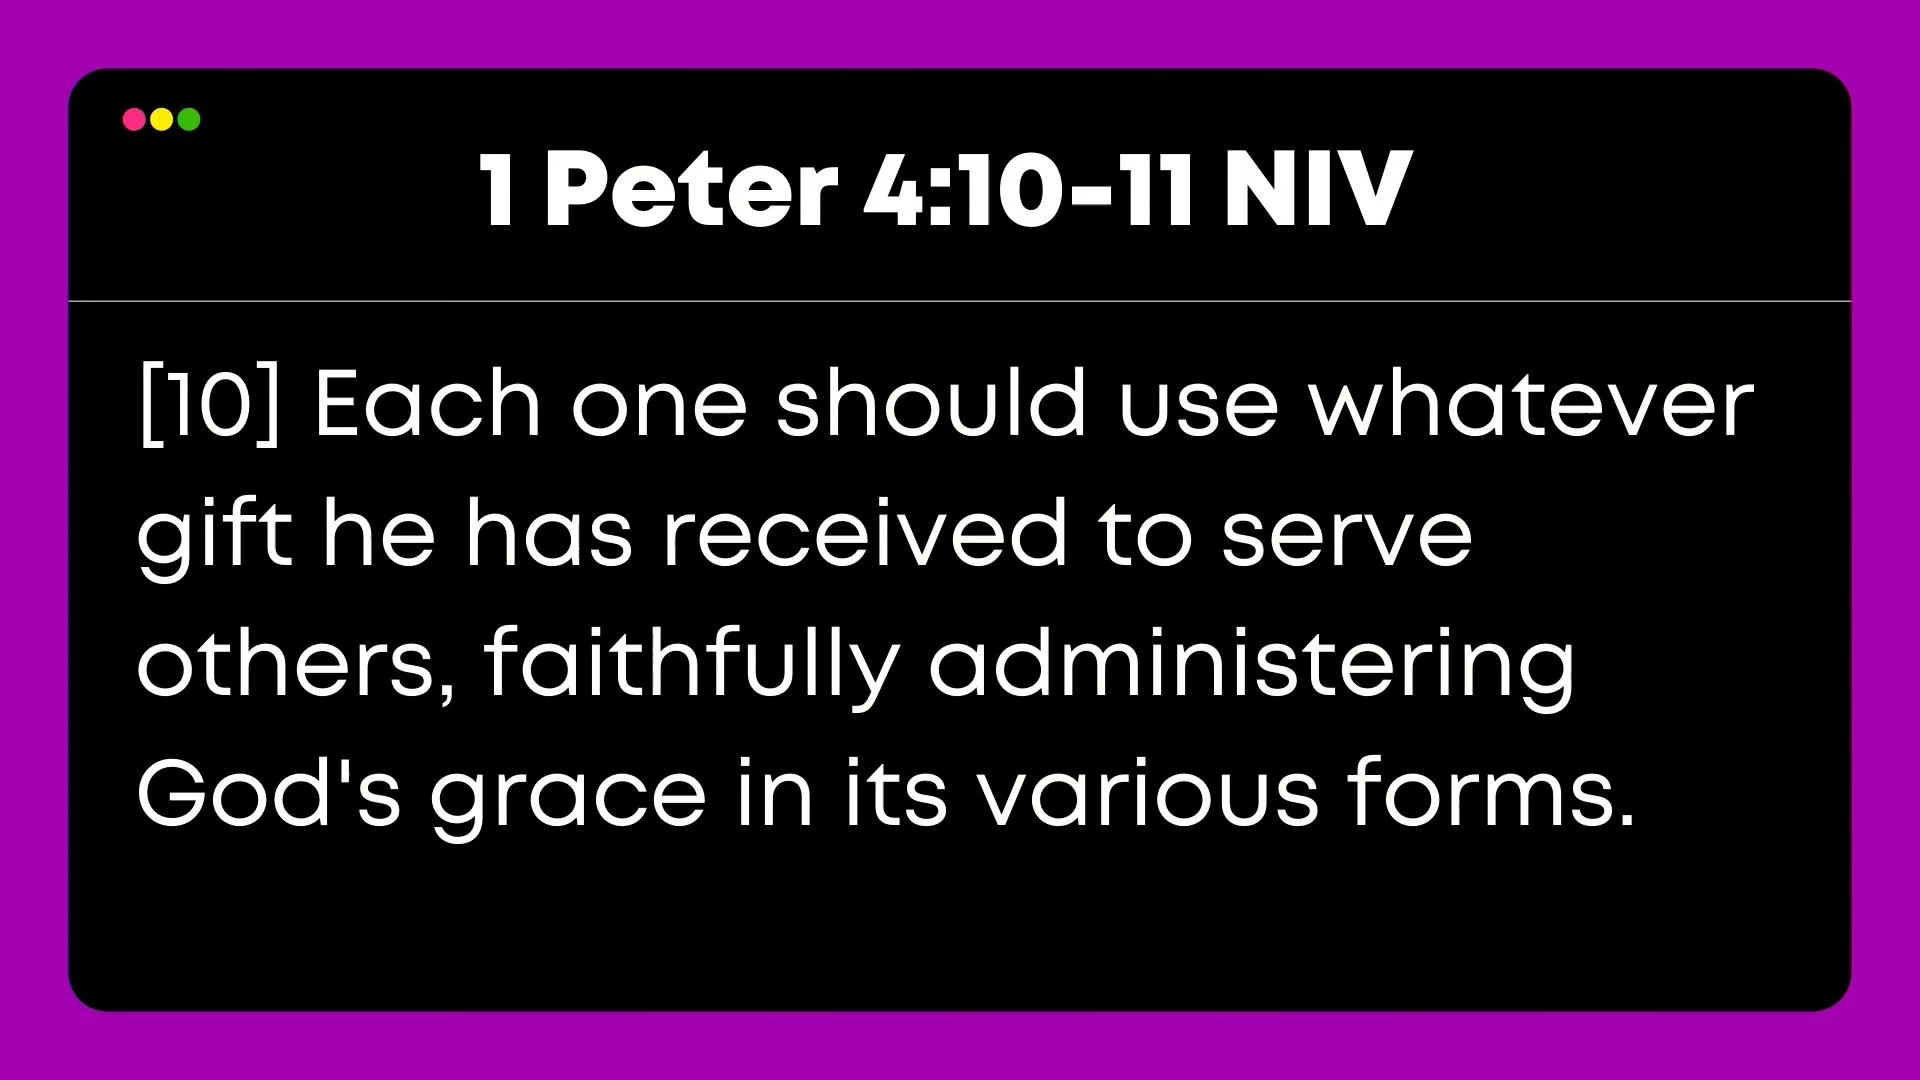 1 Peter 4:10-11 NIV
[10] Each one should use whatever
gift he has received to serve
others, faithfully administering
God's grace in its various forms.